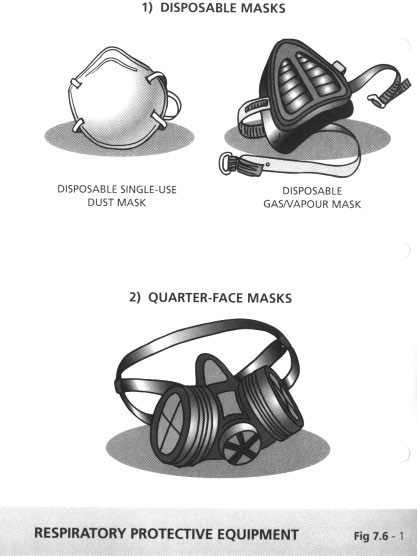 1) DISPOSABLE MASKS
DISPOSABLE SINGLE-USE
DUST MASK
DISPOSABLE
GAS/VAPOUR MASK
2) QUARTER-FACE MASKS
RESPIRATORY PROTECTIVE EQUIPMENT
Fig 7.6 - 1